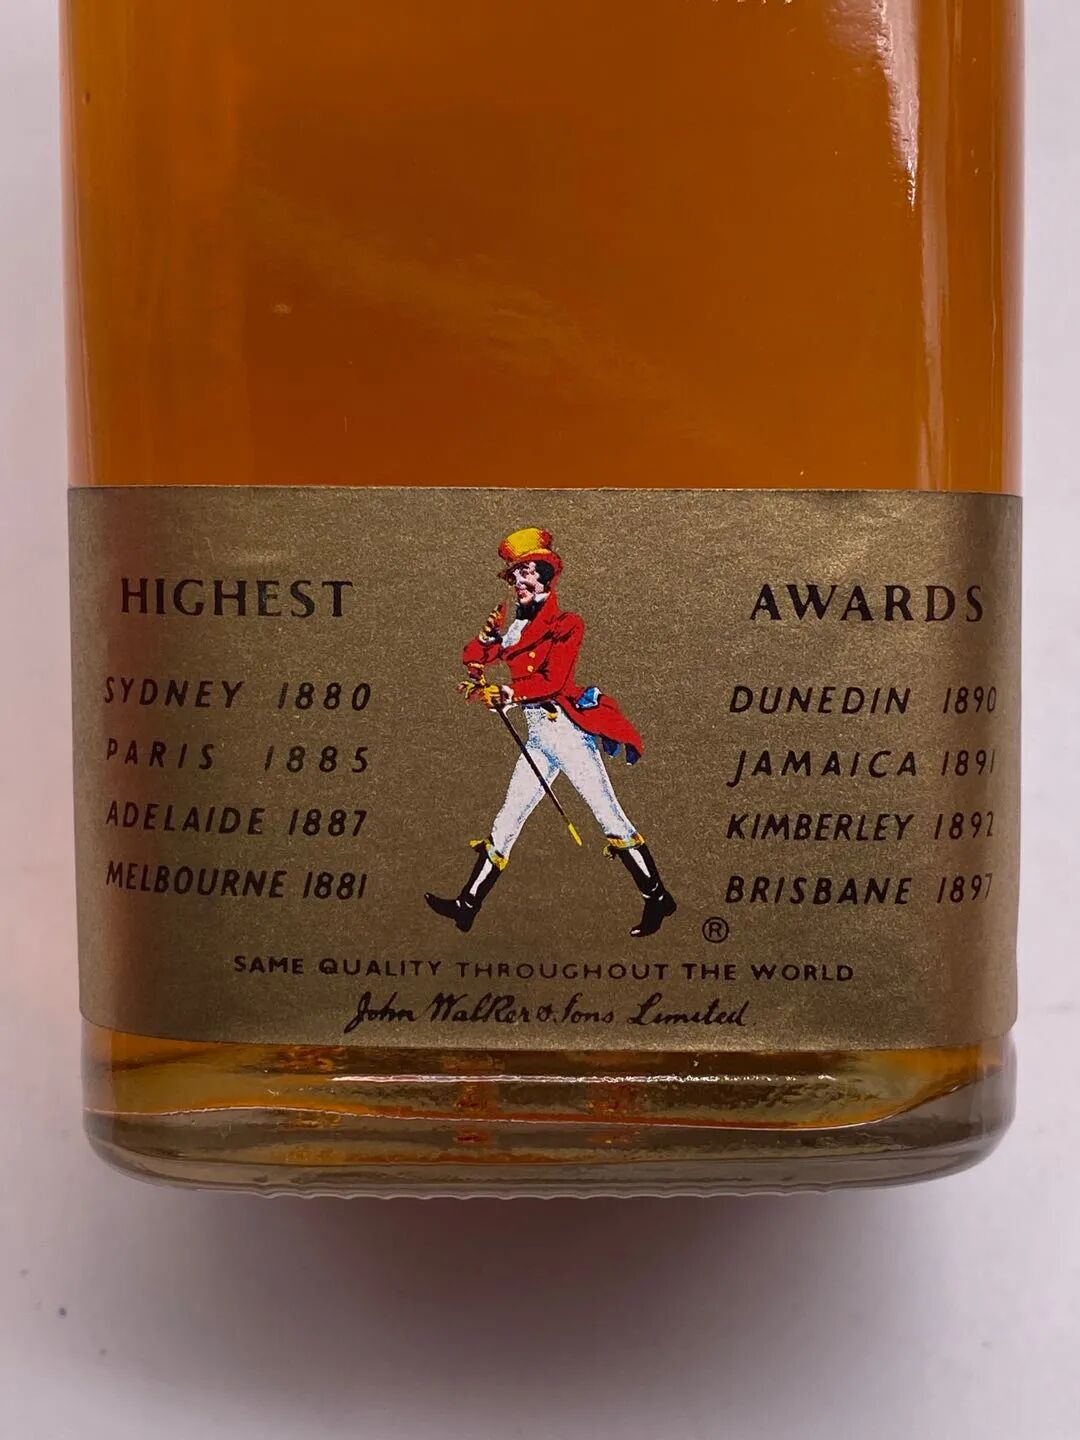 HIGHEST
SYDNEY 1880
PARIS 1885
ADELAIDE 1887
MELBOURNE 1881
AWARDS
DUNEDIN 1890
JAMAICA 1891
KIMBERLEY 1892
BRISBANE 1897
®
SAME QUALITY THROUGHOUT THE WORLD
John Walker & Sons Limited.